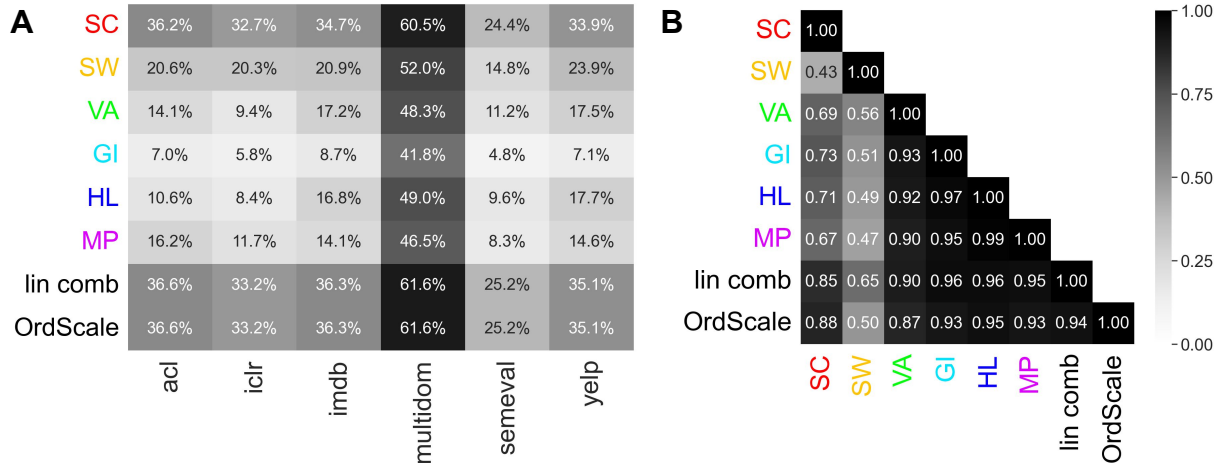 A
SC 36.2% 32.7% 34.7% 60.5% 24.4% 33.9%
SW 20.6% 20.3% 20.9% 52.0% 14.8% 23.9%
VA 14.1% 9.4% 17.2% 48.3% 11.2% 17.5%
GI 7.0% 5.8% 8.7% 41.8% 4.8% 7.1%
HL 10.6% 8.4% 16.8% 49.0% 9.6% 17.7%
MP 16.2% 11.7% 14.1% 46.5% 8.3% 14.6%
lin comb 36.6% 33.2% 36.3% 61.6% 25.2% 35.1%
OrdScale 36.6% 33.2% 36.3% 61.6% 25.2% 35.1%
acl iclr imdb multidom semeval yelp
B
SC 1.00
SW 0.43 1.00
VA 0.69 0.56 1.00
GI 0.73 0.51 0.93 1.00
HL 0.71 0.49 0.92 0.97 1.00
MP 0.67 0.47 0.90 0.95 0.99 1.00
lin comb 0.85 0.65 0.90 0.96 0.96 0.95 1.00
OrdScale 0.88 0.50 0.87 0.93 0.95 0.93 0.94 1.00
SC SW VA GI HL MP lin comb OrdScale
1.00
0.75
0.50
0.25
0.00